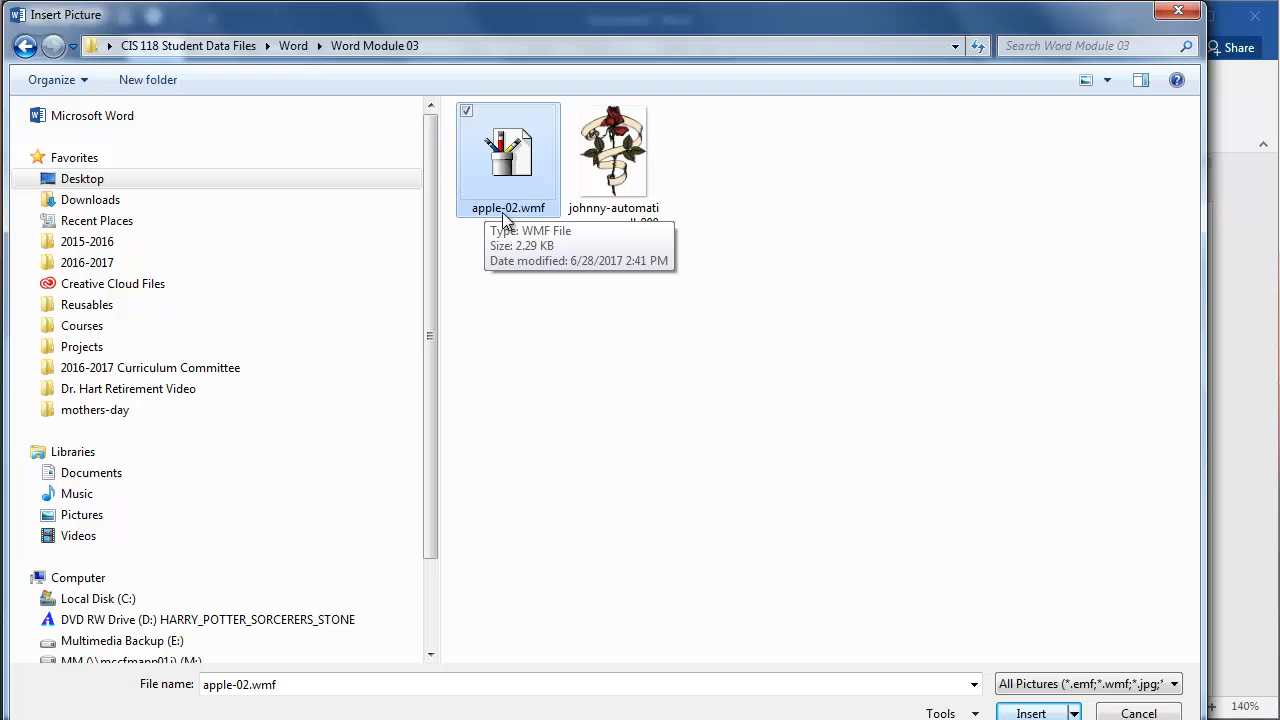 Insert Picture
CIS 118 Student Data Files
Word
Word Module 03
Search Word Module 03
Share
Organize
New folder
Microsoft Word
Favorites
Desktop
Downloads
Recent Places
2015-2016
2016-2017
Creative Cloud Files
Reusables
Courses
Projects
2016-2017 Curriculum Committee
Dr. Hart Retirement Video
mothers-day
Libraries
Documents
Music
Pictures
Videos
Computer
Local Disk (C:)
DVD RW Drive (D:) HARRY_POTTER_SORCERERS_STONE
Multimedia Backup (E:)
apple-02.wmf
johnny-automati
Type: WMF File
Size: 2.29 KB
Date modified: 6/28/2017 2:41 PM
File name:
apple-02.wmf
All Pictures (*.emf;*.wmf;*.jpg;*
Tools
Insert
Cancel
140%